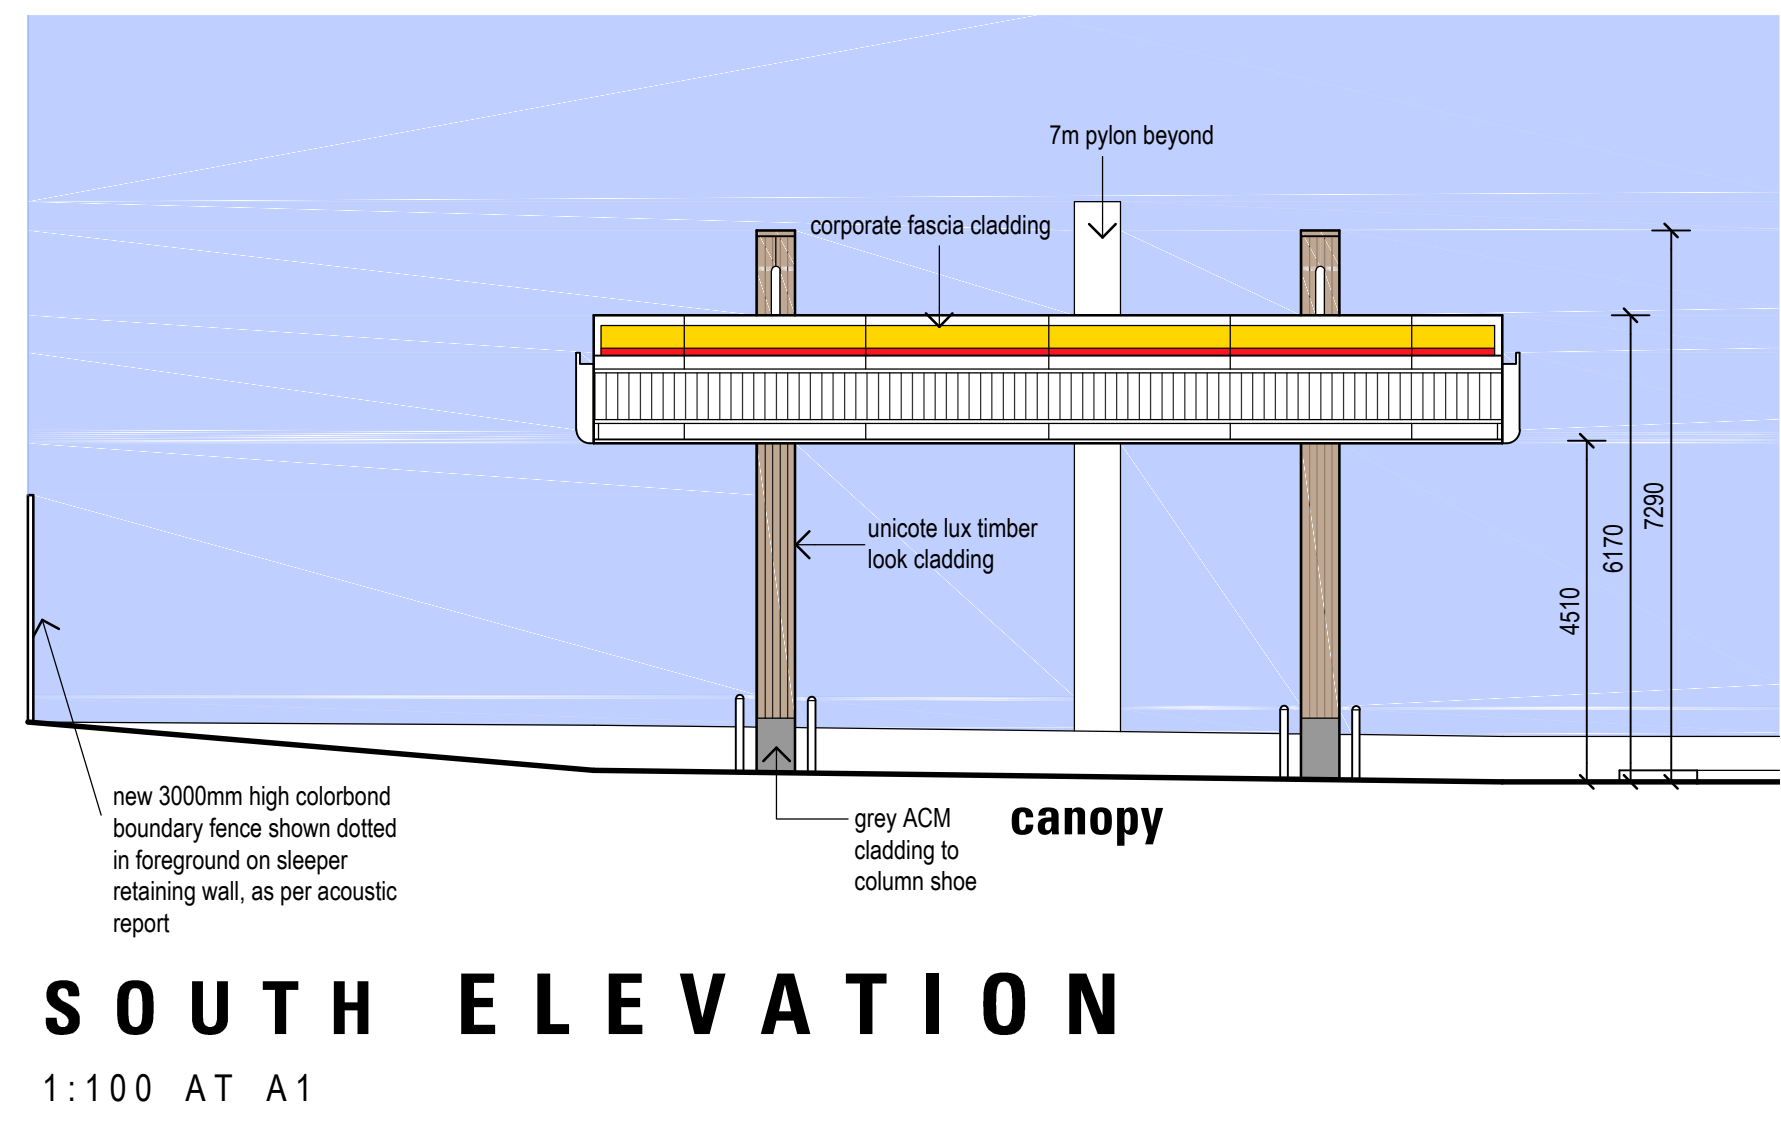 7m pylon beyond
corporate fascia cladding
unicote lux timber
look cladding
7290
6170
4510
new 3000mm high colorbond
boundary fence shown dotted
in foreground on sleeper
retaining wall, as per acoustic
report
grey ACM
cladding to
column shoe
canopy
SOUTH ELEVATION
1:100 AT A1